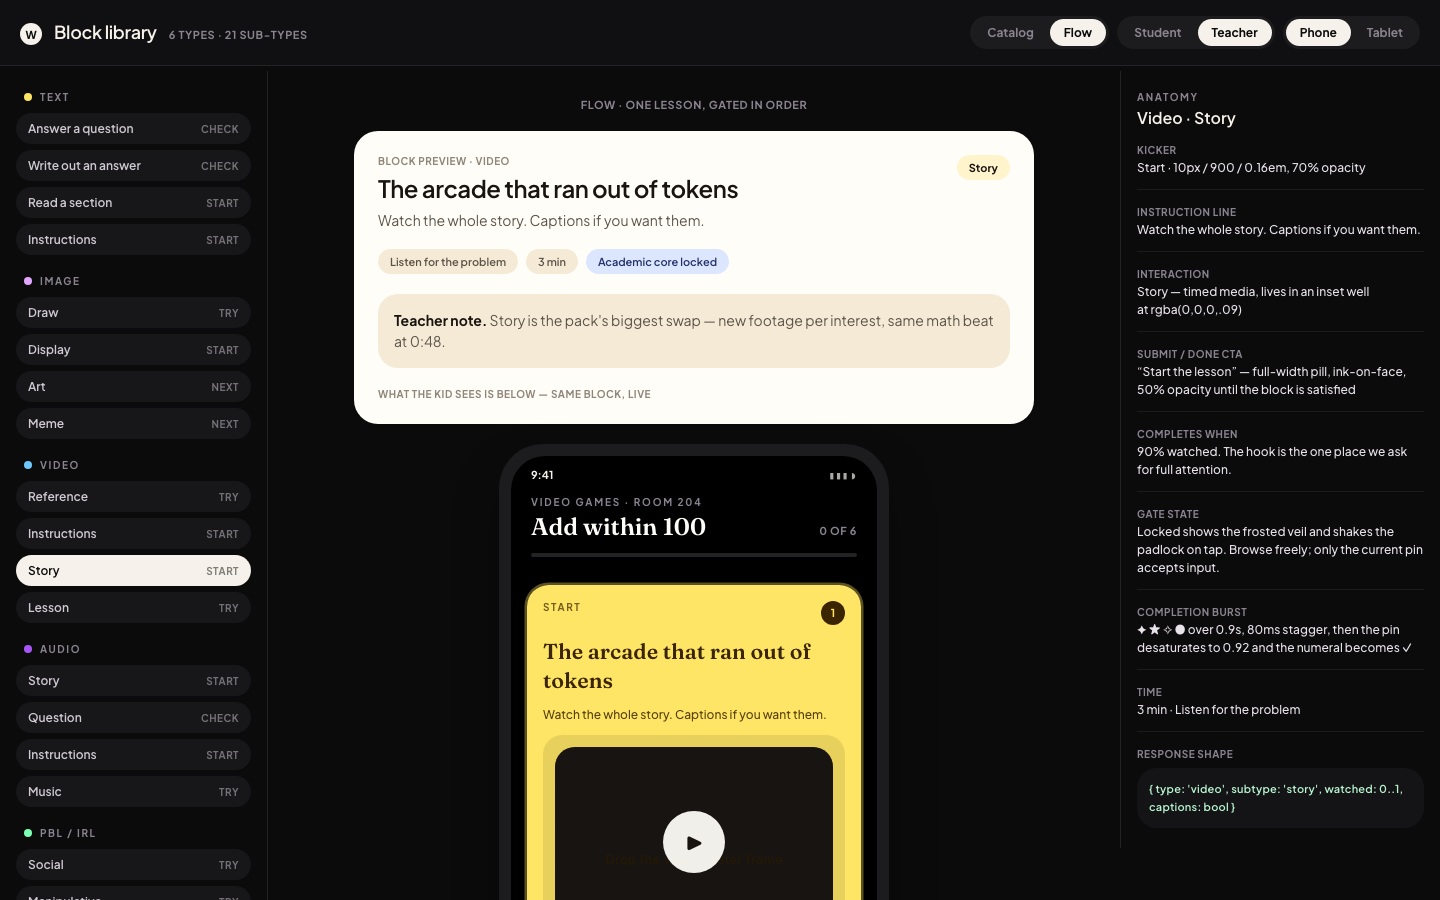 W Block library 6 TYPES · 21 SUB-TYPES
Catalog Flow Student Teacher Phone Tablet
TEXT
Answer a question CHECK
Write out an answer CHECK
Read a section START
Instructions START
IMAGE
Draw TRY
Display START
Art NEXT
Meme NEXT
VIDEO
Reference TRY
Instructions START
Story START
Lesson TRY
AUDIO
Story START
Question CHECK
Instructions START
Music TRY
PBL / IRL
Social TRY
FLOW · ONE LESSON, GATED IN ORDER
BLOCK PREVIEW · VIDEO
Story
The arcade that ran out of tokens
Watch the whole story. Captions if you want them.
Listen for the problem 3 min Academic core locked
Teacher note. Story is the pack's biggest swap — new footage per interest, same math beat
at 0:48.
WHAT THE KID SEES IS BELOW — SAME BLOCK, LIVE
9:41
VIDEO GAMES · ROOM 204
Add within 100 0 OF 6
START 1
The arcade that ran out of
tokens
Watch the whole story. Captions if you want them.
ANATOMY
Video · Story
KICKER
Start · 10px / 900 / 0.16em, 70% opacity
INSTRUCTION LINE
Watch the whole story. Captions if you want them.
INTERACTION
Story — timed media, lives in an inset well
at rgba(0,0,0,.09)
SUBMIT / DONE CTA
“Start the lesson” — full-width pill, ink-on-face,
50% opacity until the block is satisfied
COMPLETES WHEN
90% watched. The hook is the one place we ask
for full attention.
GATE STATE
Locked shows the frosted veil and shakes the
padlock on tap. Browse freely; only the current pin
accepts input.
COMPLETION BURST
✦ ★ ✧ ● over 0.9s, 80ms stagger, then the pin
desaturates to 0.92 and the numeral becomes ✓
TIME
3 min · Listen for the problem
RESPONSE SHAPE
{ type: 'video', subtype: 'story', watched: 0..1,
captions: bool }